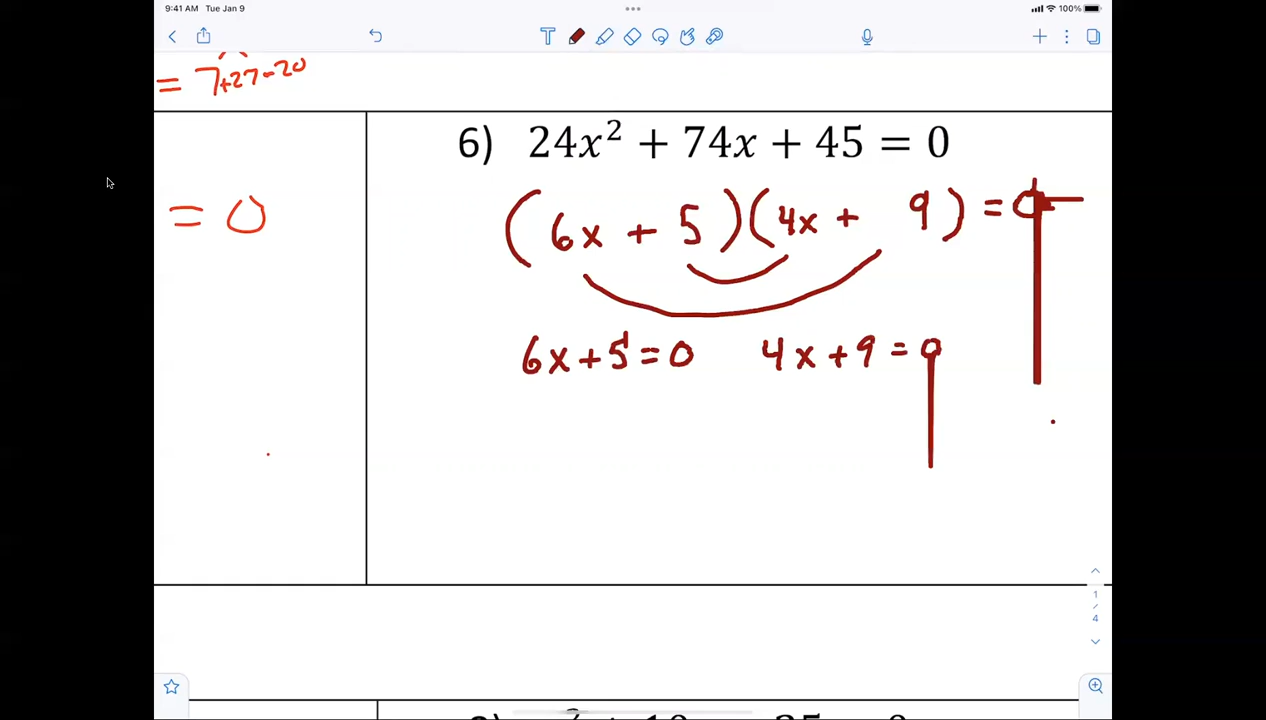 9:41 AM Tue Jan 9
100%
= 7+27=20
6) 24x² + 74x + 45 = 0
= 0
(6x + 5)(4x + 9) = 0
6x+5=0 4x+9=0
1
/
4